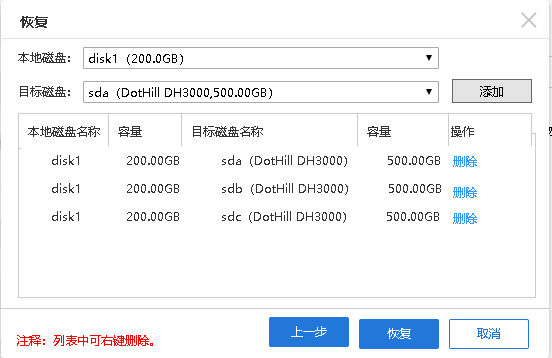 恢复
本地磁盘： disk1（200.0GB）
目标磁盘： sda（DotHill DH3000,500.00GB） 添加
本地磁盘名称 容量 目标磁盘名称 容量 操作
disk1 200.00GB sda（DotHill DH3000） 500.00GB 删除
disk1 200.00GB sdb（DotHill DH3000） 500.00GB 删除
disk1 200.00GB sdc（DotHill DH3000） 500.00GB 删除
注释：列表中可右键删除。 上一步 恢复 取消